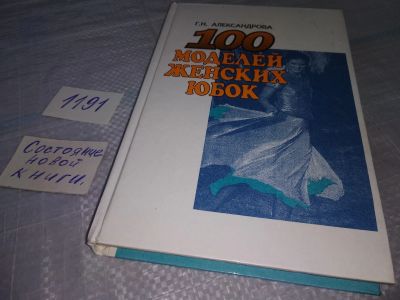 Г.Н. АЛЕКСАНДРОВА
100
МОДЕЛЕЙ
ЖЕНСКИХ
ЮБОК
1191
Состояние
новой
книги.